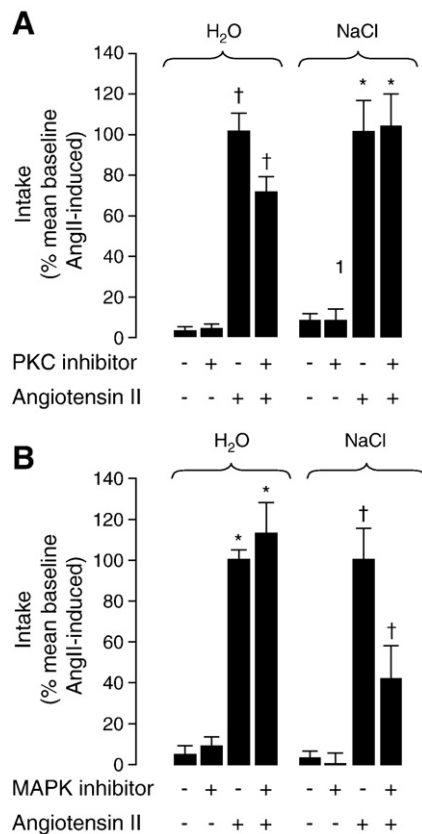 A
H₂O NaCl
140
120
100
80
60
40
20
0
Intake
(% mean baseline
AngII-induced)
† † * *
1
PKC inhibitor - + - + - + - +
Angiotensin II - - + + - - + +
B
H₂O NaCl
140
120
100
80
60
40
20
0
Intake
(% mean baseline
AngII-induced)
* * † †
MAPK inhibitor - + - + - + - +
Angiotensin II - - + + - - + +